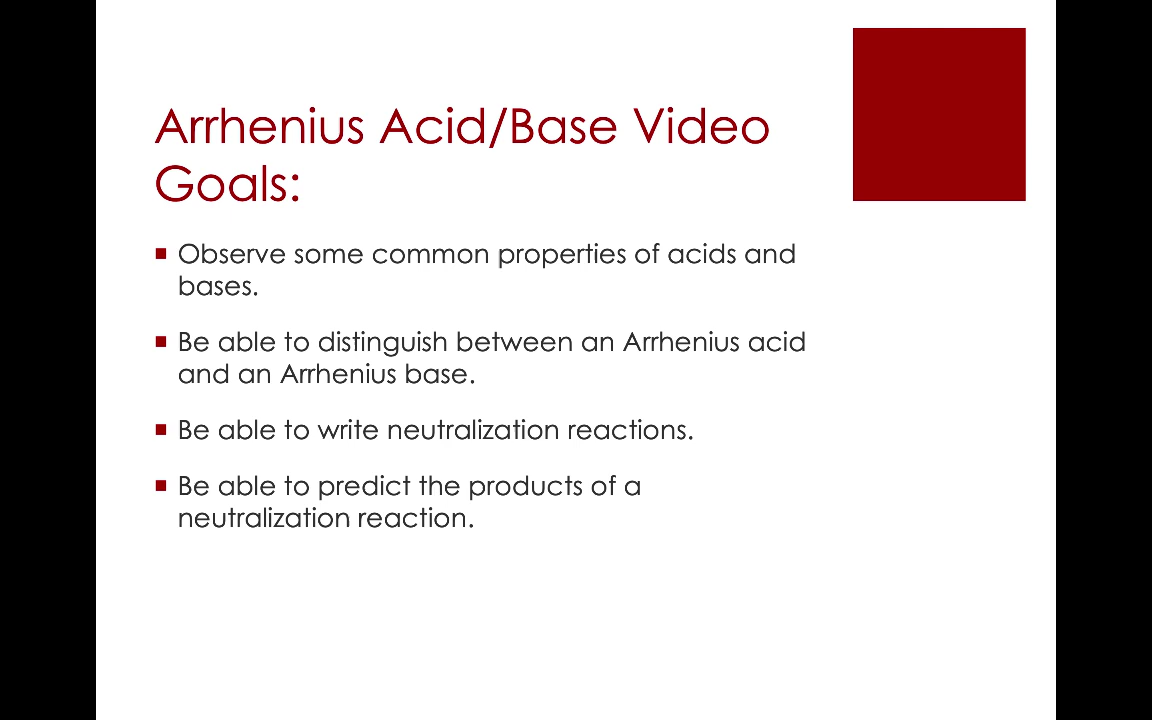 Arrhenius Acid/Base Video
Goals:
Observe some common properties of acids and
bases.
Be able to distinguish between an Arrhenius acid
and an Arrhenius base.
Be able to write neutralization reactions.
Be able to predict the products of a
neutralization reaction.